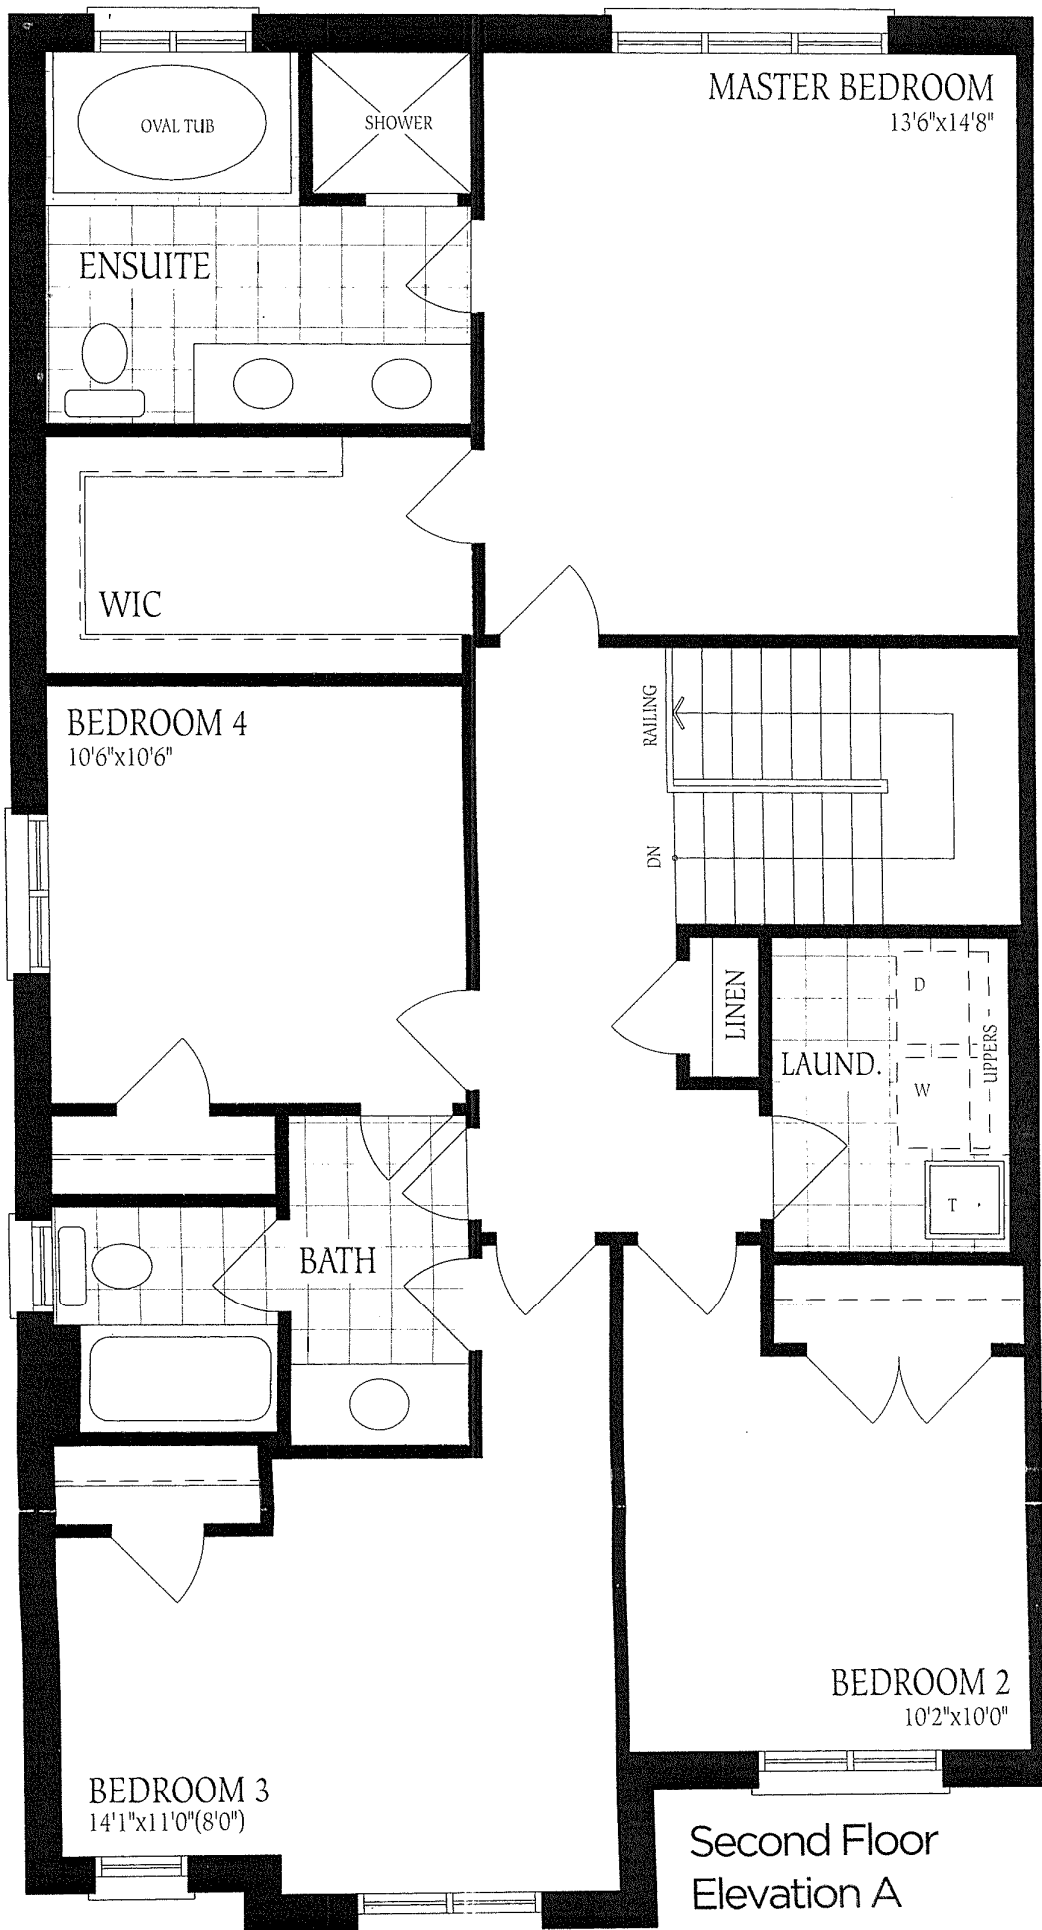 MASTER BEDROOM
13'6"x14'8"
OVAL TUB
SHOWER
ENSUITE
WIC
BEDROOM 4
10'6"x10'6"
RAILING
DN
LINEN
LAUND.
D
W
UPPERS
T
BATH
BEDROOM 2
10'2"x10'0"
BEDROOM 3
14'1"x11'0"(8'0")
Second Floor
Elevation A